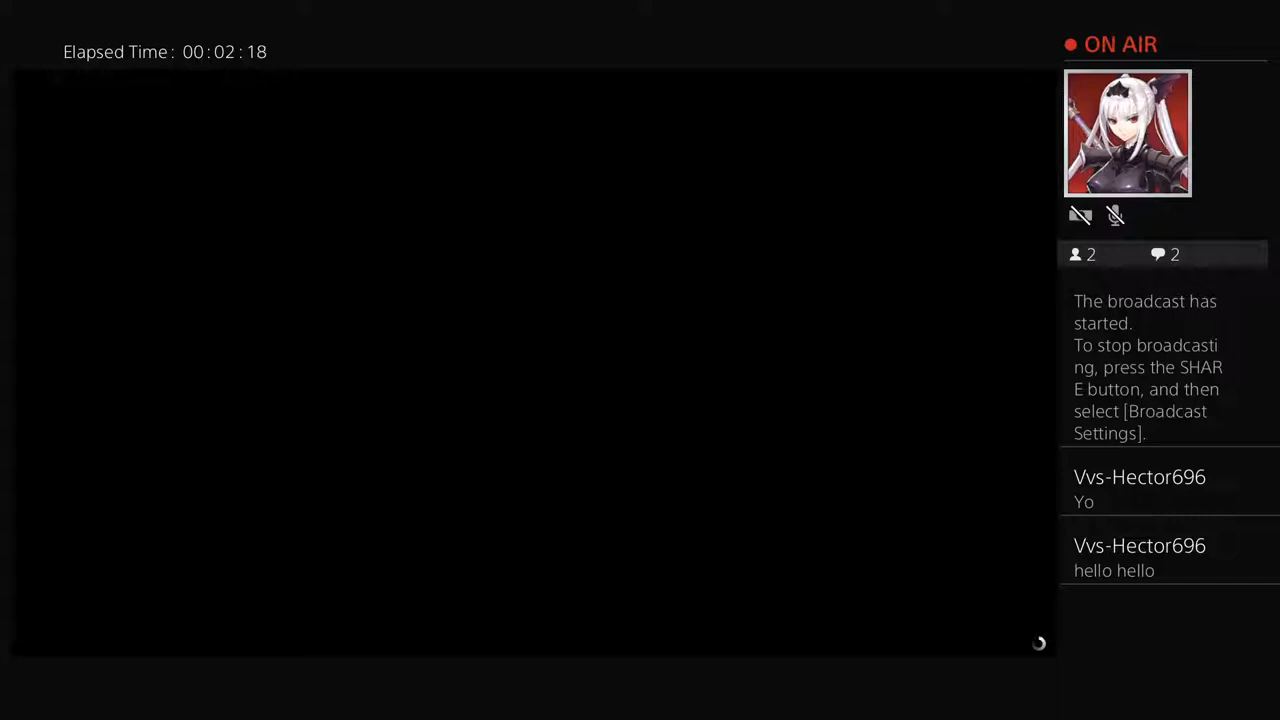 Elapsed Time: 00:02:18
ON AIR
2
2
The broadcast has
started.
To stop broadcasti
ng, press the SHAR
E button, and then
select [Broadcast
Settings].
Vvs-Hector696
Yo
Vvs-Hector696
hello hello